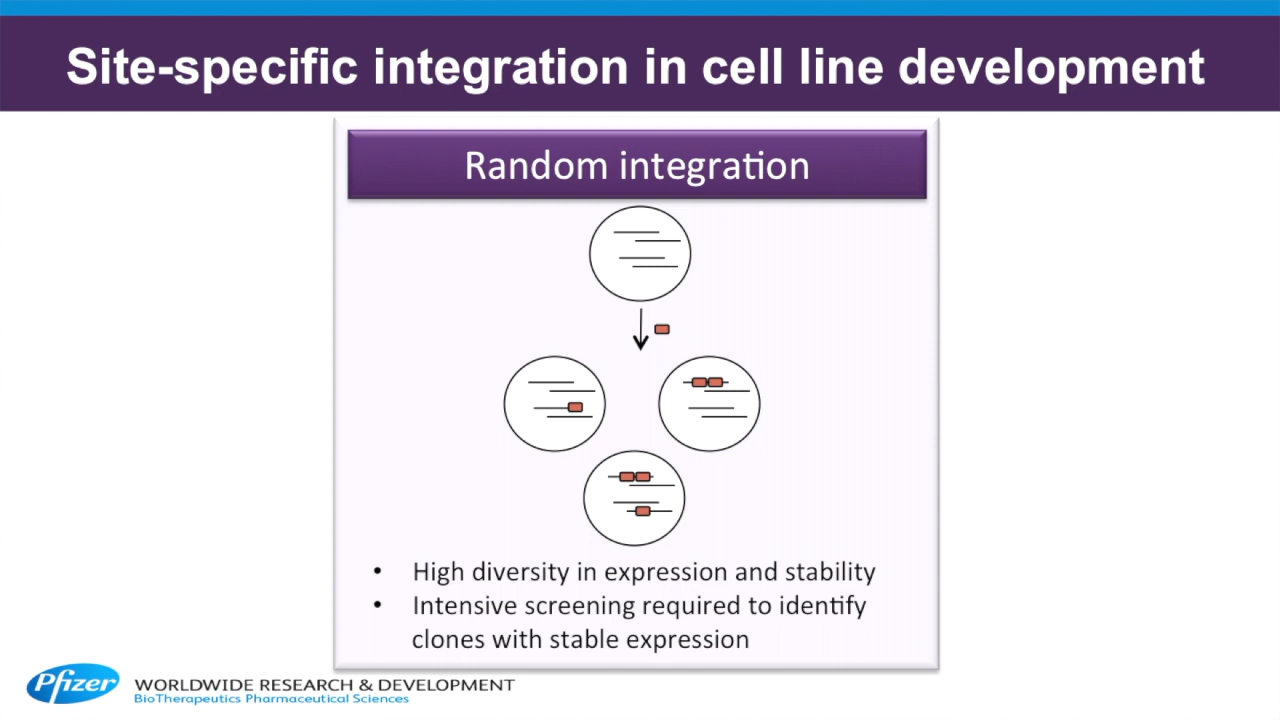 Site-specific integration in cell line development
Random integration
• High diversity in expression and stability
• Intensive screening required to identify
clones with stable expression
Pfizer
WORLDWIDE RESEARCH & DEVELOPMENT
BioTherapeutics Pharmaceutical Sciences